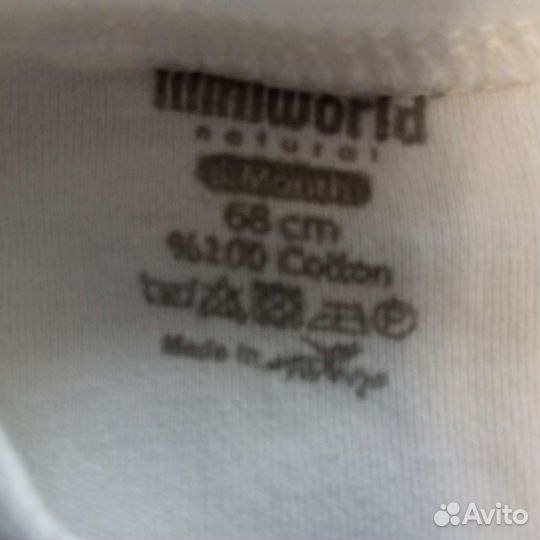 miniworld
natural
Month
68 cm
%100 Cotton
P
Made in
Avito